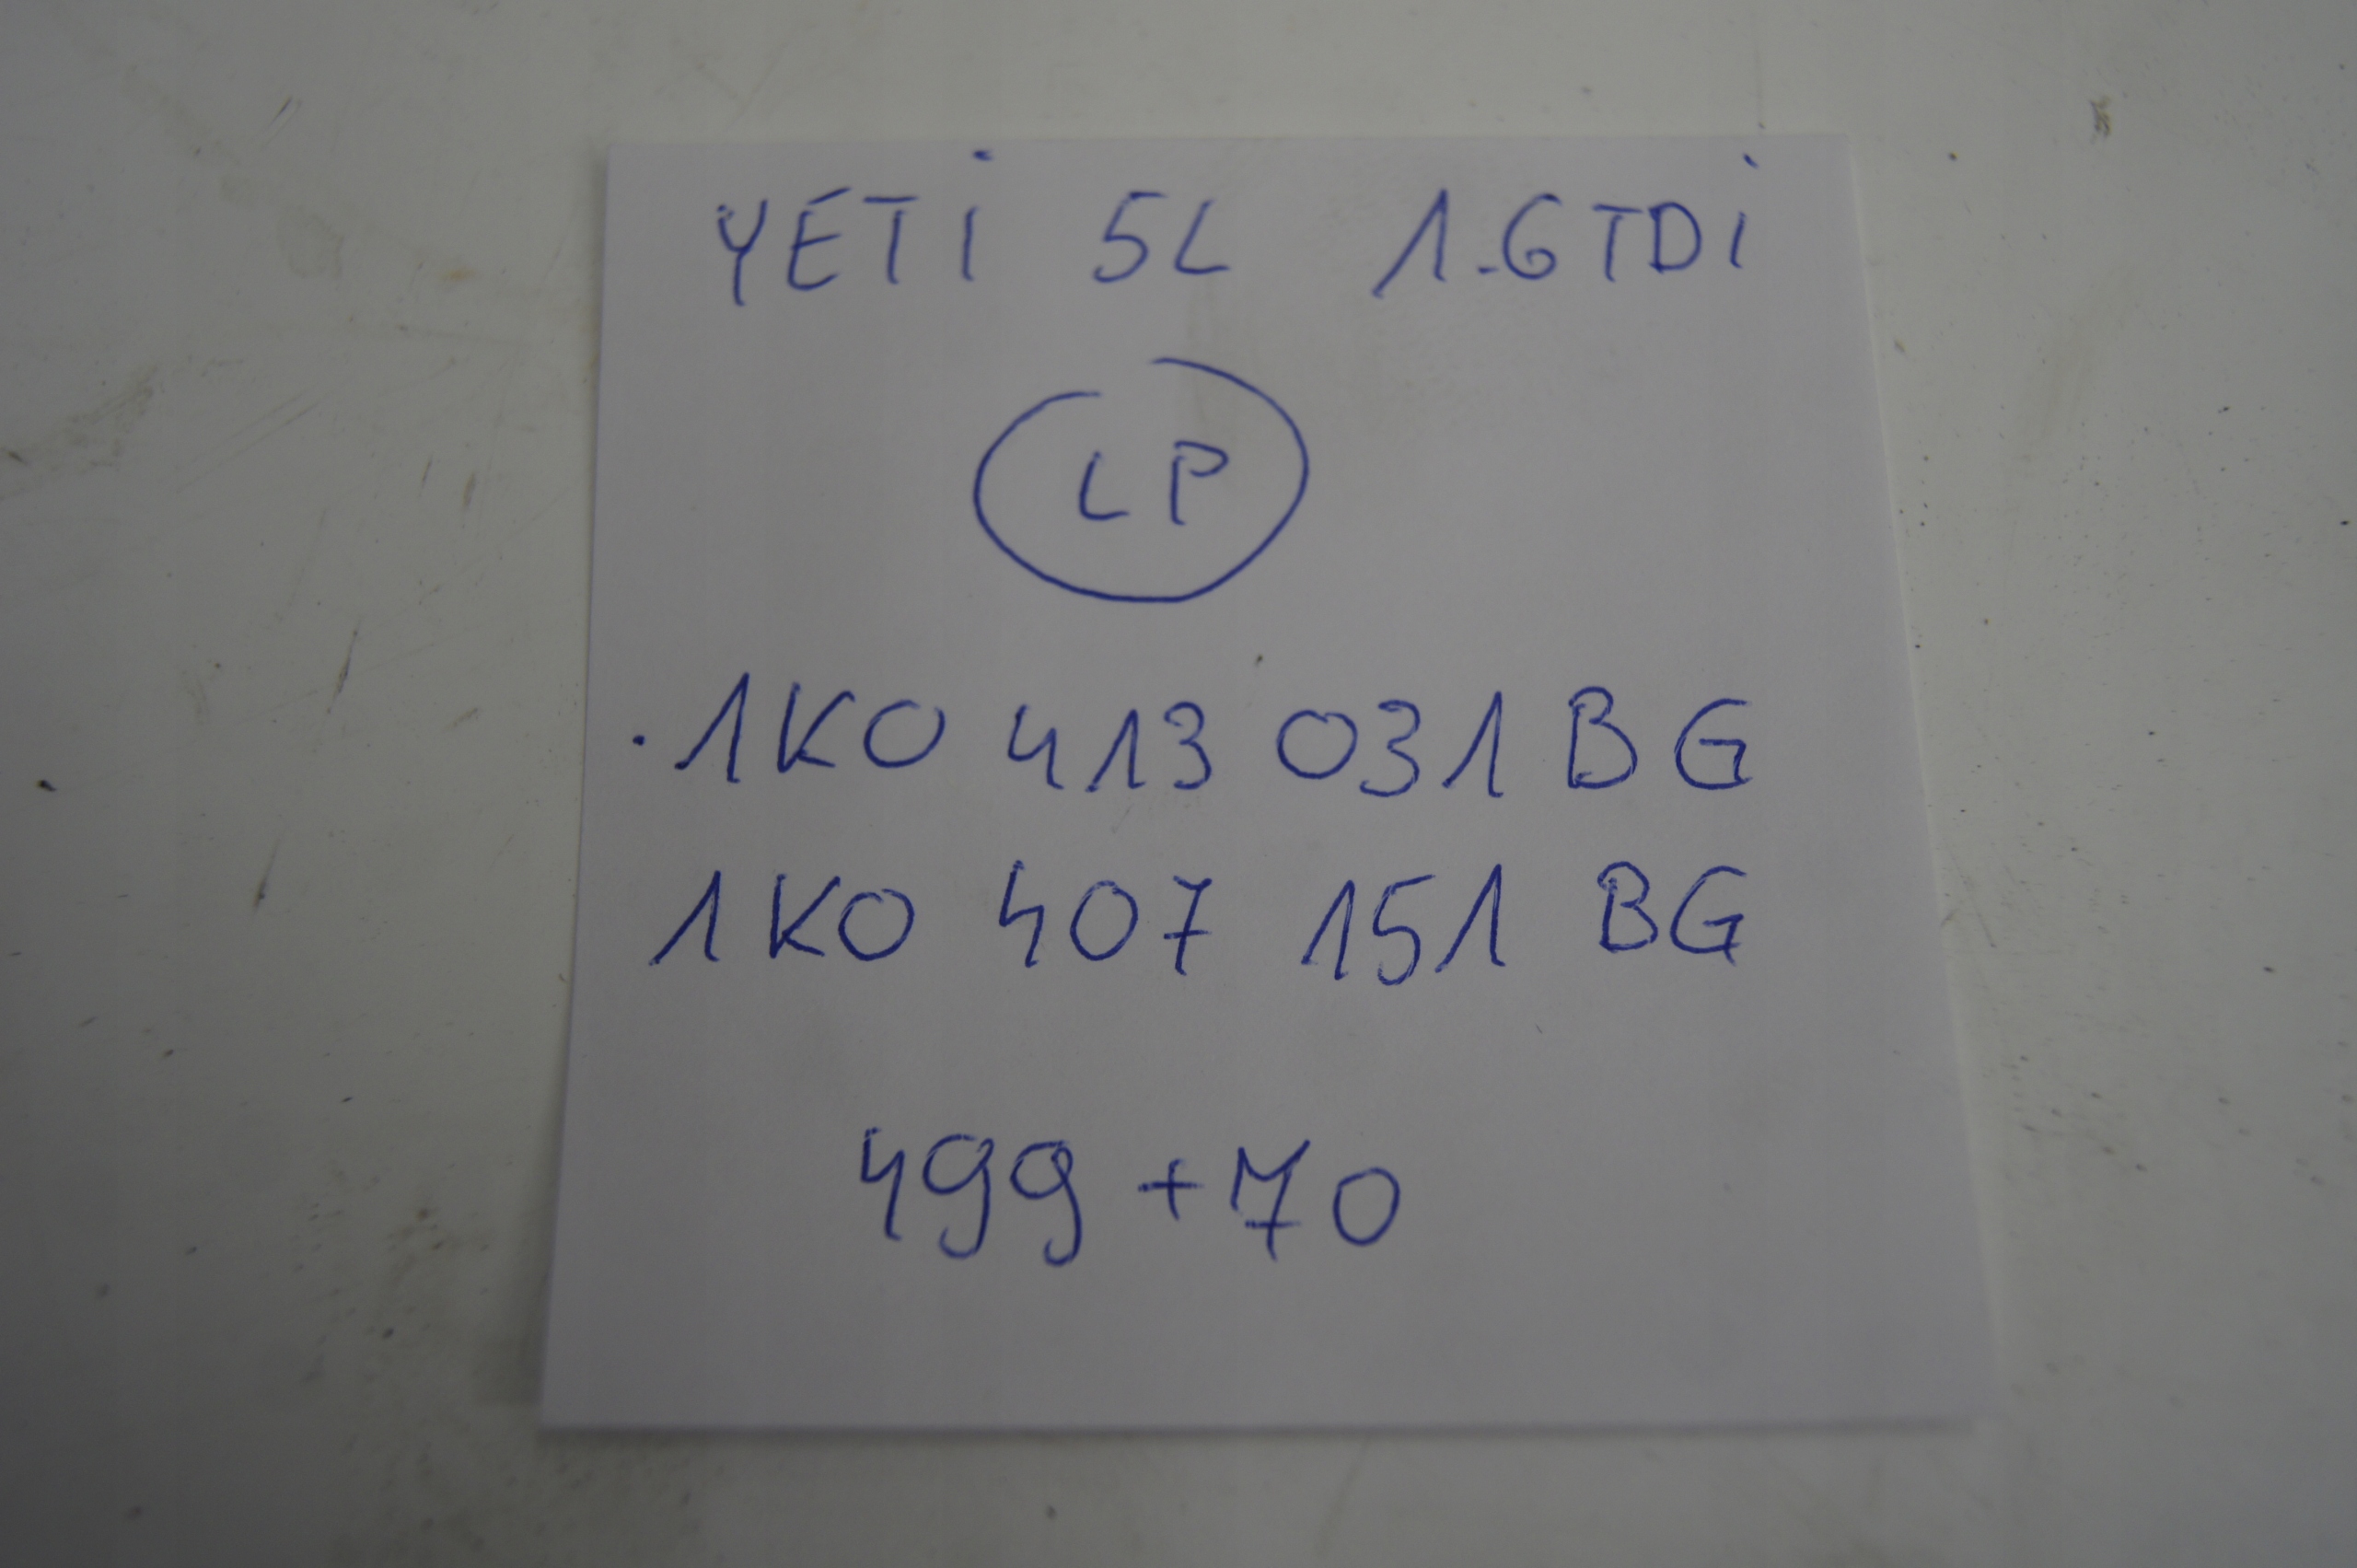 YETI 5L 1.6TDI
LP
.1K0 413 031 BG
1K0 407 151 BG
499+70